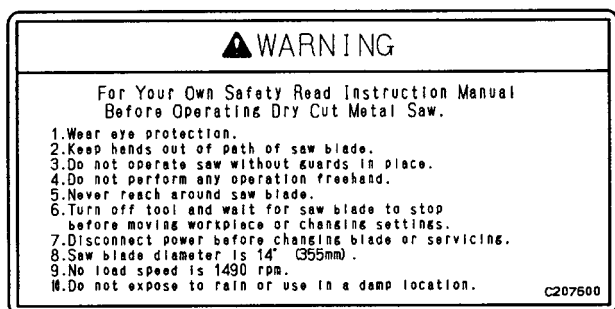 WARNING
For Your Own Safety Read Instruction Manual
Before Operating Dry Cut Metal Saw.
1.Wear eye protection.
2.Keep hands out of path of saw blade.
3.Do not operate saw without guards in place.
4.Do not perform any operation freehand.
5.Never reach around saw blade.
6.Turn off tool and wait for saw blade to stop
before moving workpiece or changing settings.
7.Disconnect power before changing blade or servicing.
8.Saw blade diameter is 14" (355mm).
9.No load speed is 1490 rpm.
10.Do not expose to rain or use in a damp location.
C207600